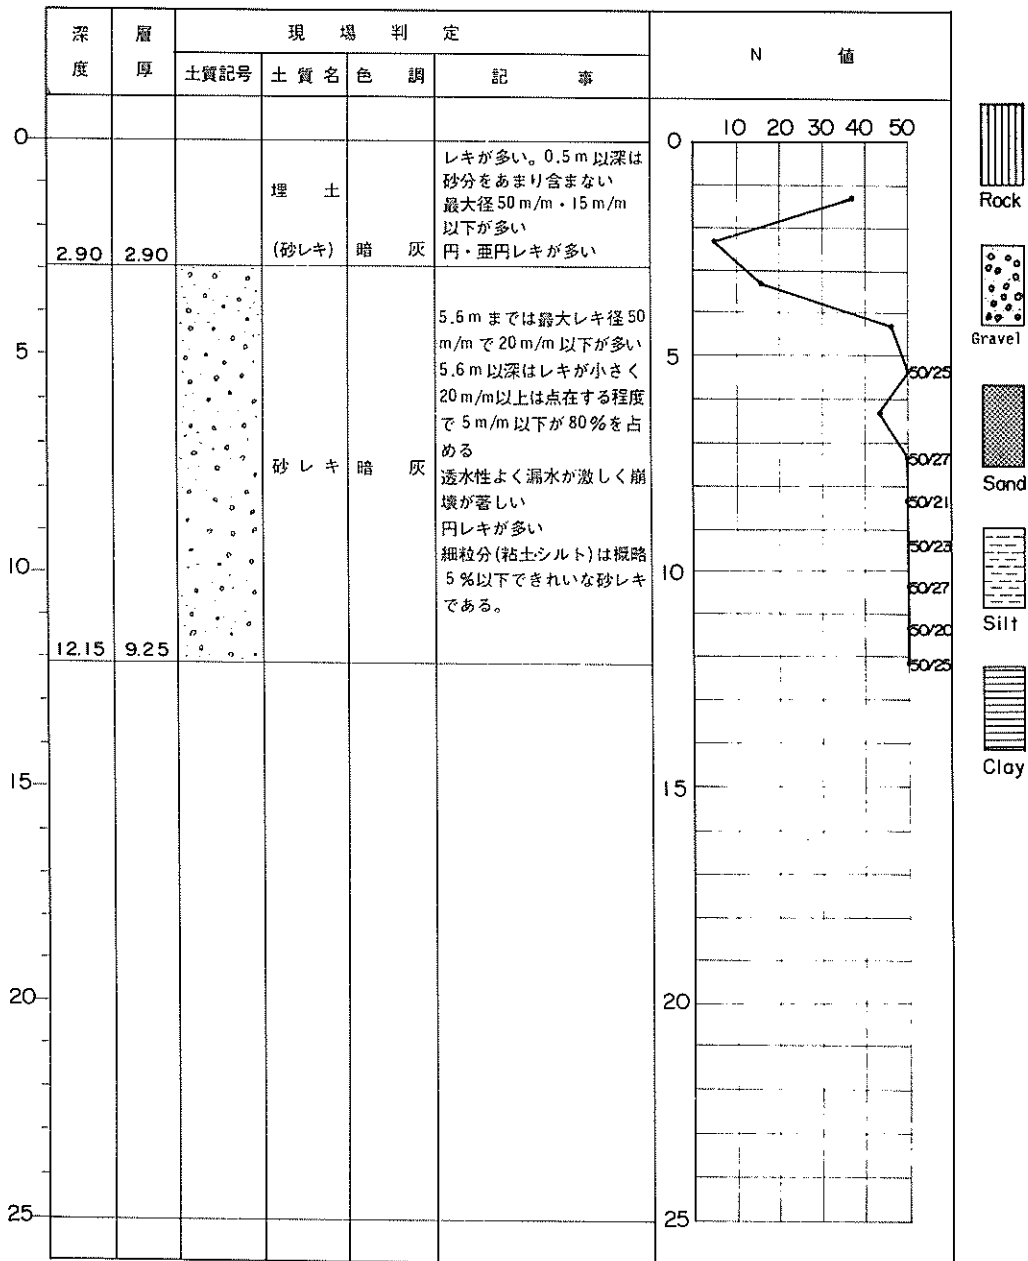 深度
層厚
現場判定
土質記号
土質名
色調
記事
N値
0
2.90
2.90
埋土
(砂レキ)
暗灰
レキが多い。0.5m以深は
砂分をあまり含まない
最大径50m/m・15m/m
以下が多い
円・亜円レキが多い
5
10
12.15
9.25
砂レキ
暗灰
5.6mまでは最大レキ径50
m/mで20m/m以下が多い
5.6m以深はレキが小さく
20m/m以上は点在する程度
で5m/m以下が80%を占
める
透水性よく漏水が激しく崩
壊が著しい
円レキが多い
細粒分(粘土シルト)は概略
5%以下できれいな砂レキ
である。
15
20
25
10 20 30 40 50
0
5
50/25
50/27
50/21
50/23
10
50/27
50/20
50/25
15
20
25
Rock
Gravel
Sand
Silt
Clay